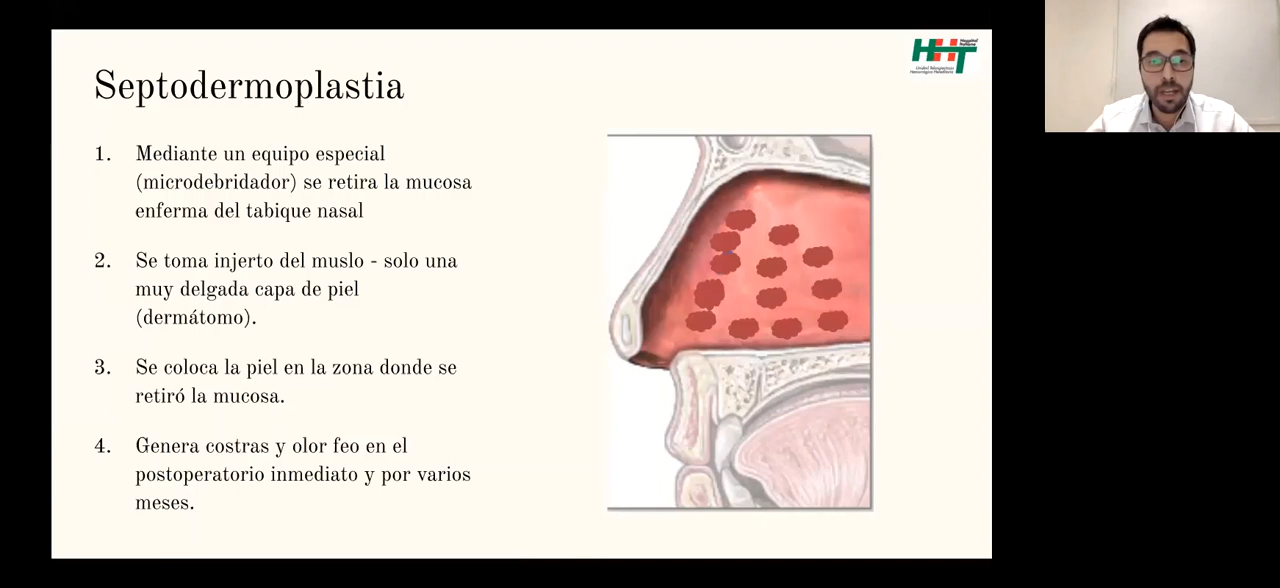 HHT
Septodermoplastia
1. Mediante un equipo especial
(microdebridador) se retira la mucosa
enferma del tabique nasal
2. Se toma injerto del muslo - solo una
muy delgada capa de piel
(dermátomo).
3. Se coloca la piel en la zona donde se
retiró la mucosa.
4. Genera costras y olor feo en el
postoperatorio inmediato y por varios
meses.